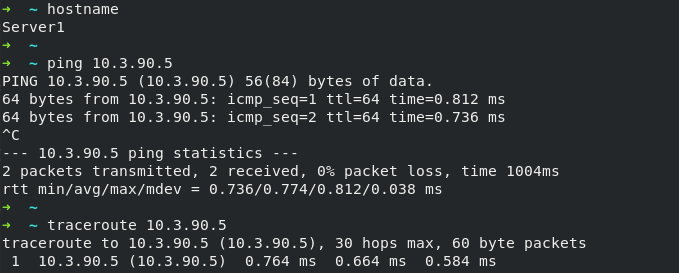 ➜  ~ hostname
Server1
➜  ~
➜  ~ ping 10.3.90.5
PING 10.3.90.5 (10.3.90.5) 56(84) bytes of data.
64 bytes from 10.3.90.5: icmp_seq=1 ttl=64 time=0.812 ms
64 bytes from 10.3.90.5: icmp_seq=2 ttl=64 time=0.736 ms
^C
--- 10.3.90.5 ping statistics ---
2 packets transmitted, 2 received, 0% packet loss, time 1004ms
rtt min/avg/max/mdev = 0.736/0.774/0.812/0.038 ms
➜  ~
➜  ~ traceroute 10.3.90.5
traceroute to 10.3.90.5 (10.3.90.5), 30 hops max, 60 byte packets
 1  10.3.90.5 (10.3.90.5)  0.764 ms  0.664 ms  0.584 ms